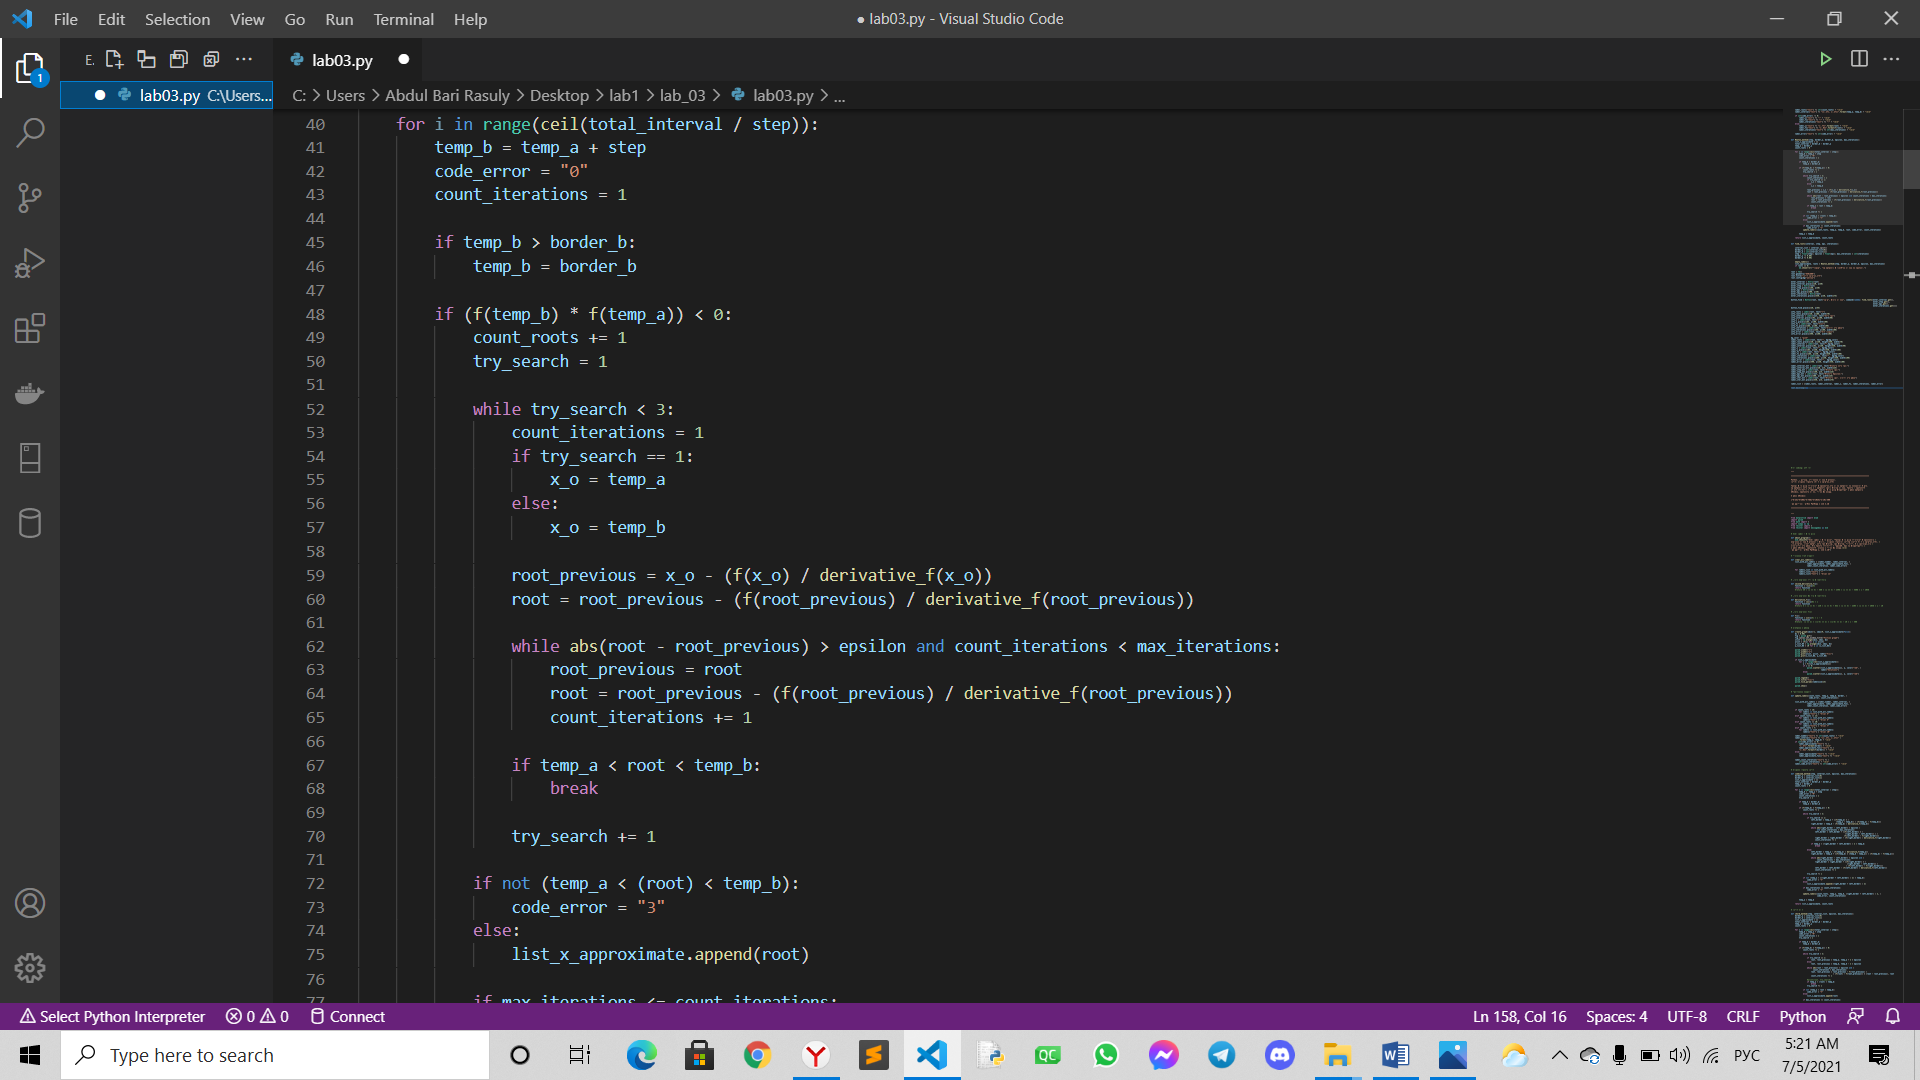 File Edit Selection View Go Run Terminal Help
● lab03.py - Visual Studio Code
E.
lab03.py
lab03.py C:\Users...
C: > Users > Abdul Bari Rasuly > Desktop > lab1 > lab_03 > lab03.py > ...
40 for i in range(ceil(total_interval / step)):
41 temp_b = temp_a + step
42 code_error = "0"
43 count_iterations = 1
44
45 if temp_b > border_b:
46 temp_b = border_b
47
48 if (f(temp_b) * f(temp_a)) < 0:
49 count_roots += 1
50 try_search = 1
51
52 while try_search < 3:
53 count_iterations = 1
54 if try_search == 1:
55 x_o = temp_a
56 else:
57 x_o = temp_b
58
59 root_previous = x_o - (f(x_o) / derivative_f(x_o))
60 root = root_previous - (f(root_previous) / derivative_f(root_previous))
61
62 while abs(root - root_previous) > epsilon and count_iterations < max_iterations:
63 root_previous = root
64 root = root_previous - (f(root_previous) / derivative_f(root_previous))
65 count_iterations += 1
66
67 if temp_a < root < temp_b:
68 break
69
70 try_search += 1
71
72 if not (temp_a < (root) < temp_b):
73 code_error = "3"
74 else:
75 list_x_approximate.append(root)
76
77 if max_iterations <= count_iterations:
1
Select Python Interpreter 0 0 Connect
Ln 158, Col 16 Spaces: 4 UTF-8 CRLF Python
Type here to search
QC
РУС
5:21 AM
7/5/2021